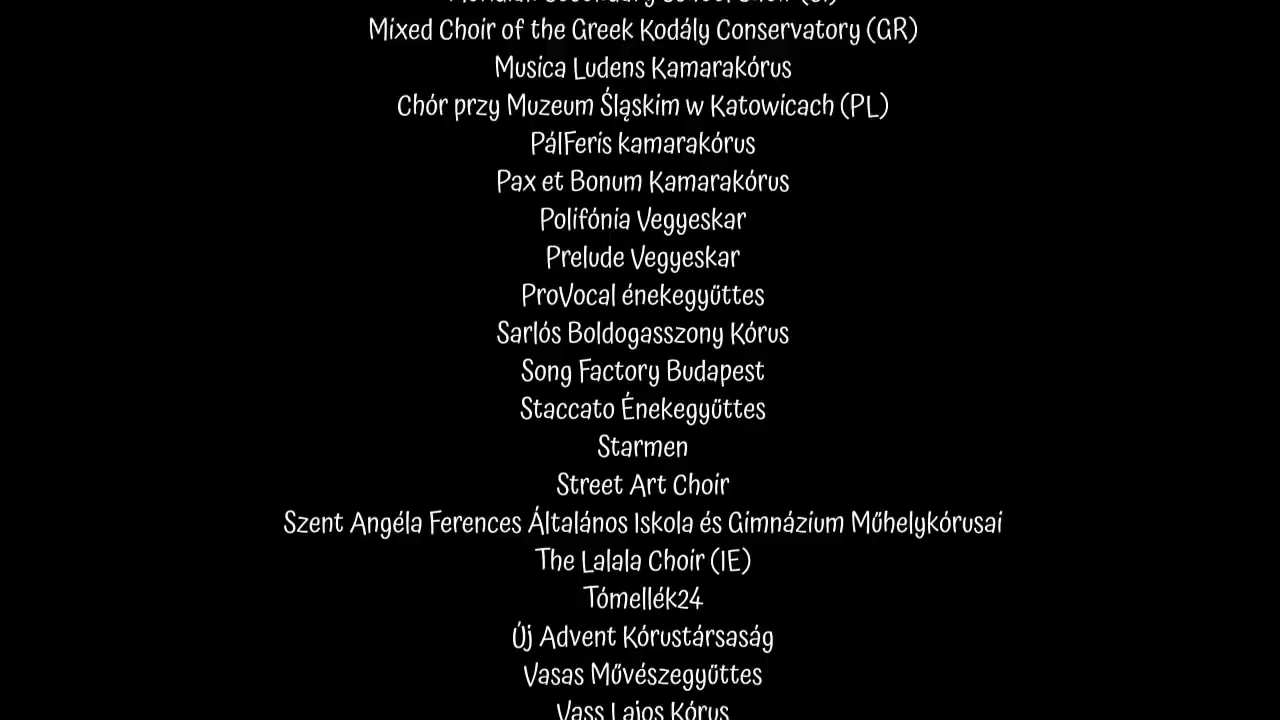 Mixed Choir of the Greek Kodály Conservatory (GR)
Musica Ludens Kamarakórus
Chór przy Muzeum Śląskim w Katowicach (PL)
PálFeris kamarakórus
Pax et Bonum Kamarakórus
Polifónia Vegyeskar
Prelude Vegyeskar
ProVocal énekegyüttes
Sarlós Boldogasszony Kórus
Song Factory Budapest
Staccato Énekegyüttes
Starmen
Street Art Choir
Szent Angéla Ferences Általános Iskola és Gimnázium Műhelykórusai
The Lalala Choir (IE)
Tómellék24
Új Advent Kórustársaság
Vasas Művészegyüttes
Vass Lajos Kórus